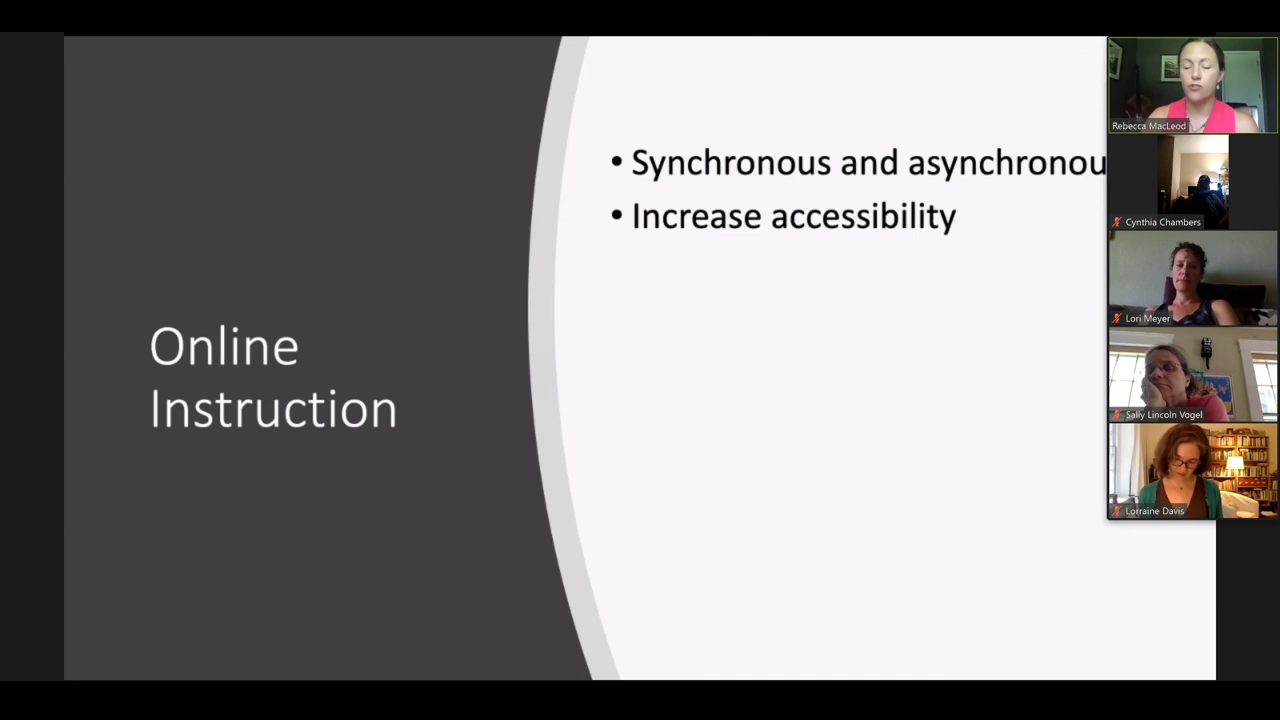 Online
Instruction
• Synchronous and asynchronou
• Increase accessibility
Rebecca MacLeod
Cynthia Chambers
Lori Meyer
Sally Lincoln Vogel
Lorraine Davis